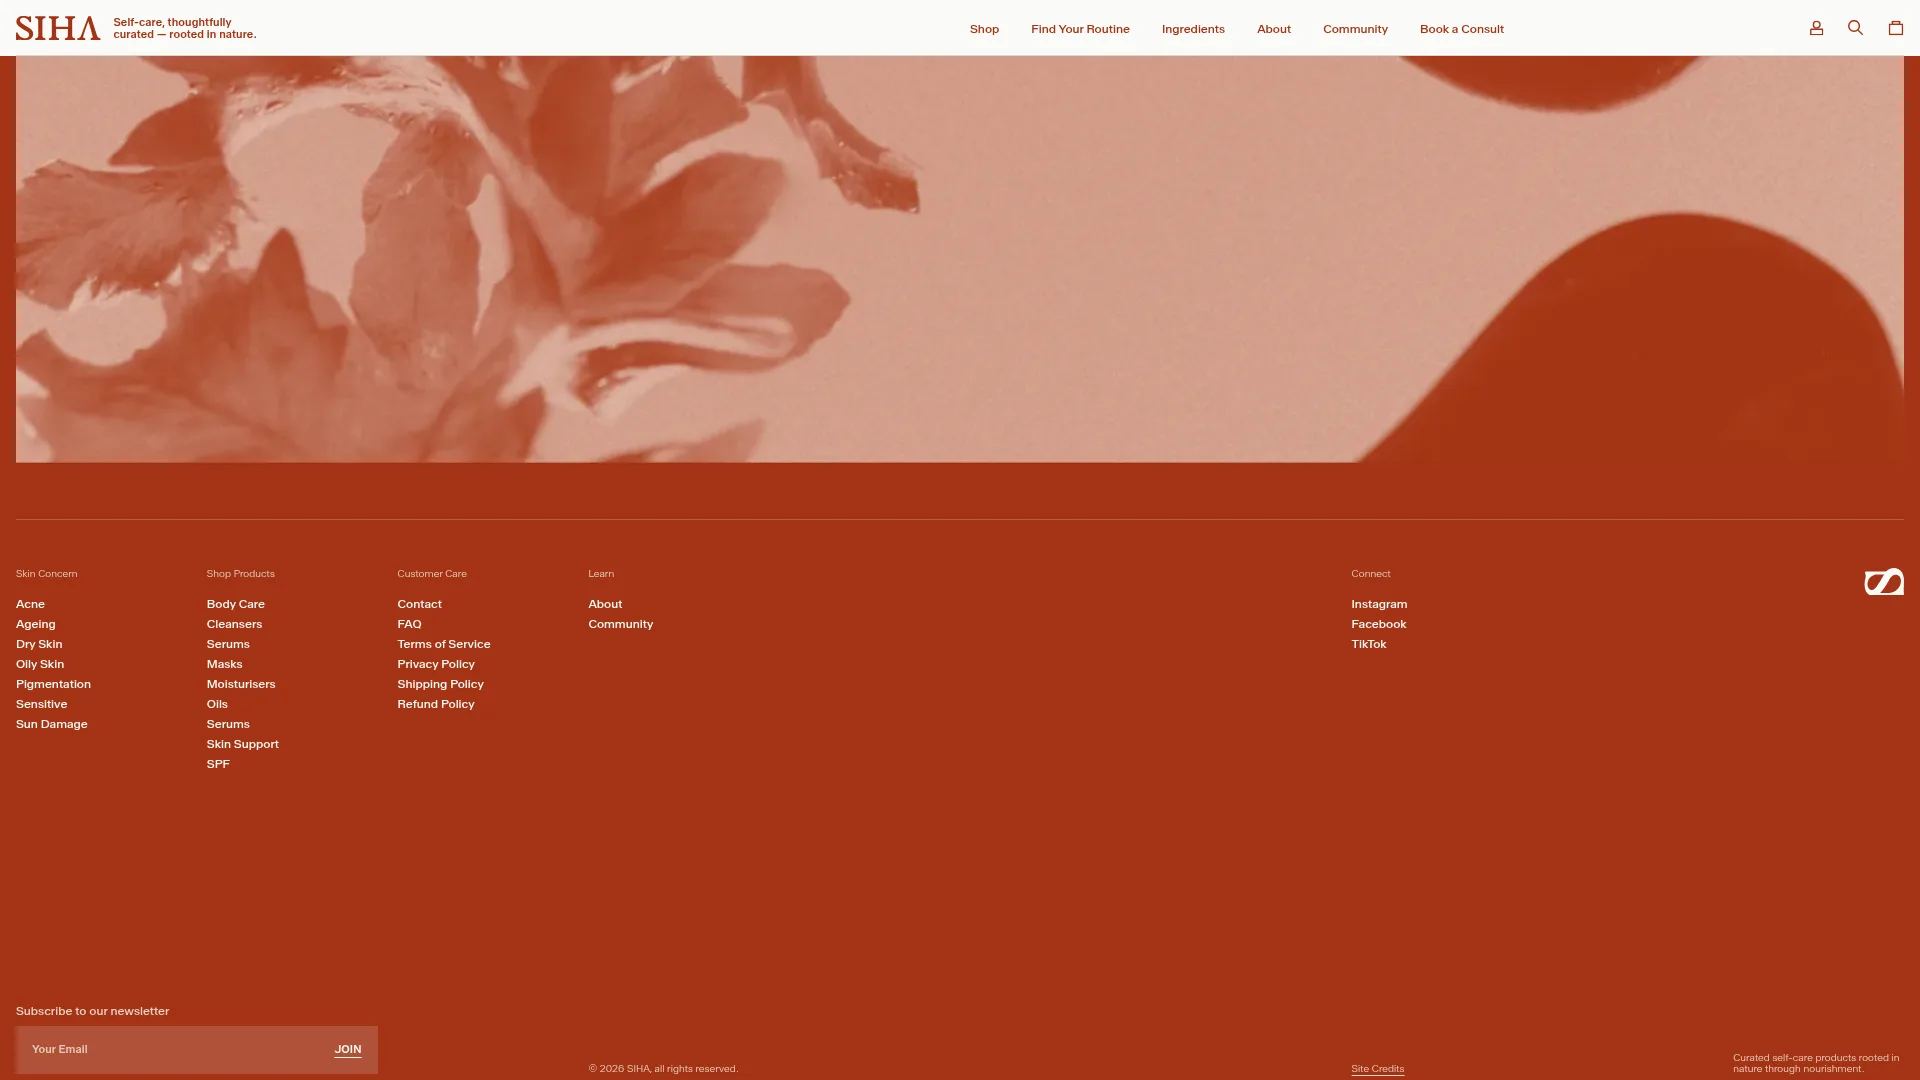 SIHA
Self-care, thoughtfully
curated — rooted in nature.
Shop
Find Your Routine
Ingredients
About
Community
Book a Consult
Skin Concern
Acne
Ageing
Dry Skin
Oily Skin
Pigmentation
Sensitive
Sun Damage
Shop Products
Body Care
Cleansers
Serums
Masks
Moisturisers
Oils
Serums
Skin Support
SPF
Customer Care
Contact
FAQ
Terms of Service
Privacy Policy
Shipping Policy
Refund Policy
Learn
About
Community
Connect
Instagram
Facebook
TikTok
Subscribe to our newsletter
Your Email
JOIN
© 2026 SIHA, all rights reserved.
Site Credits
Curated self-care products rooted in
nature through nourishment.